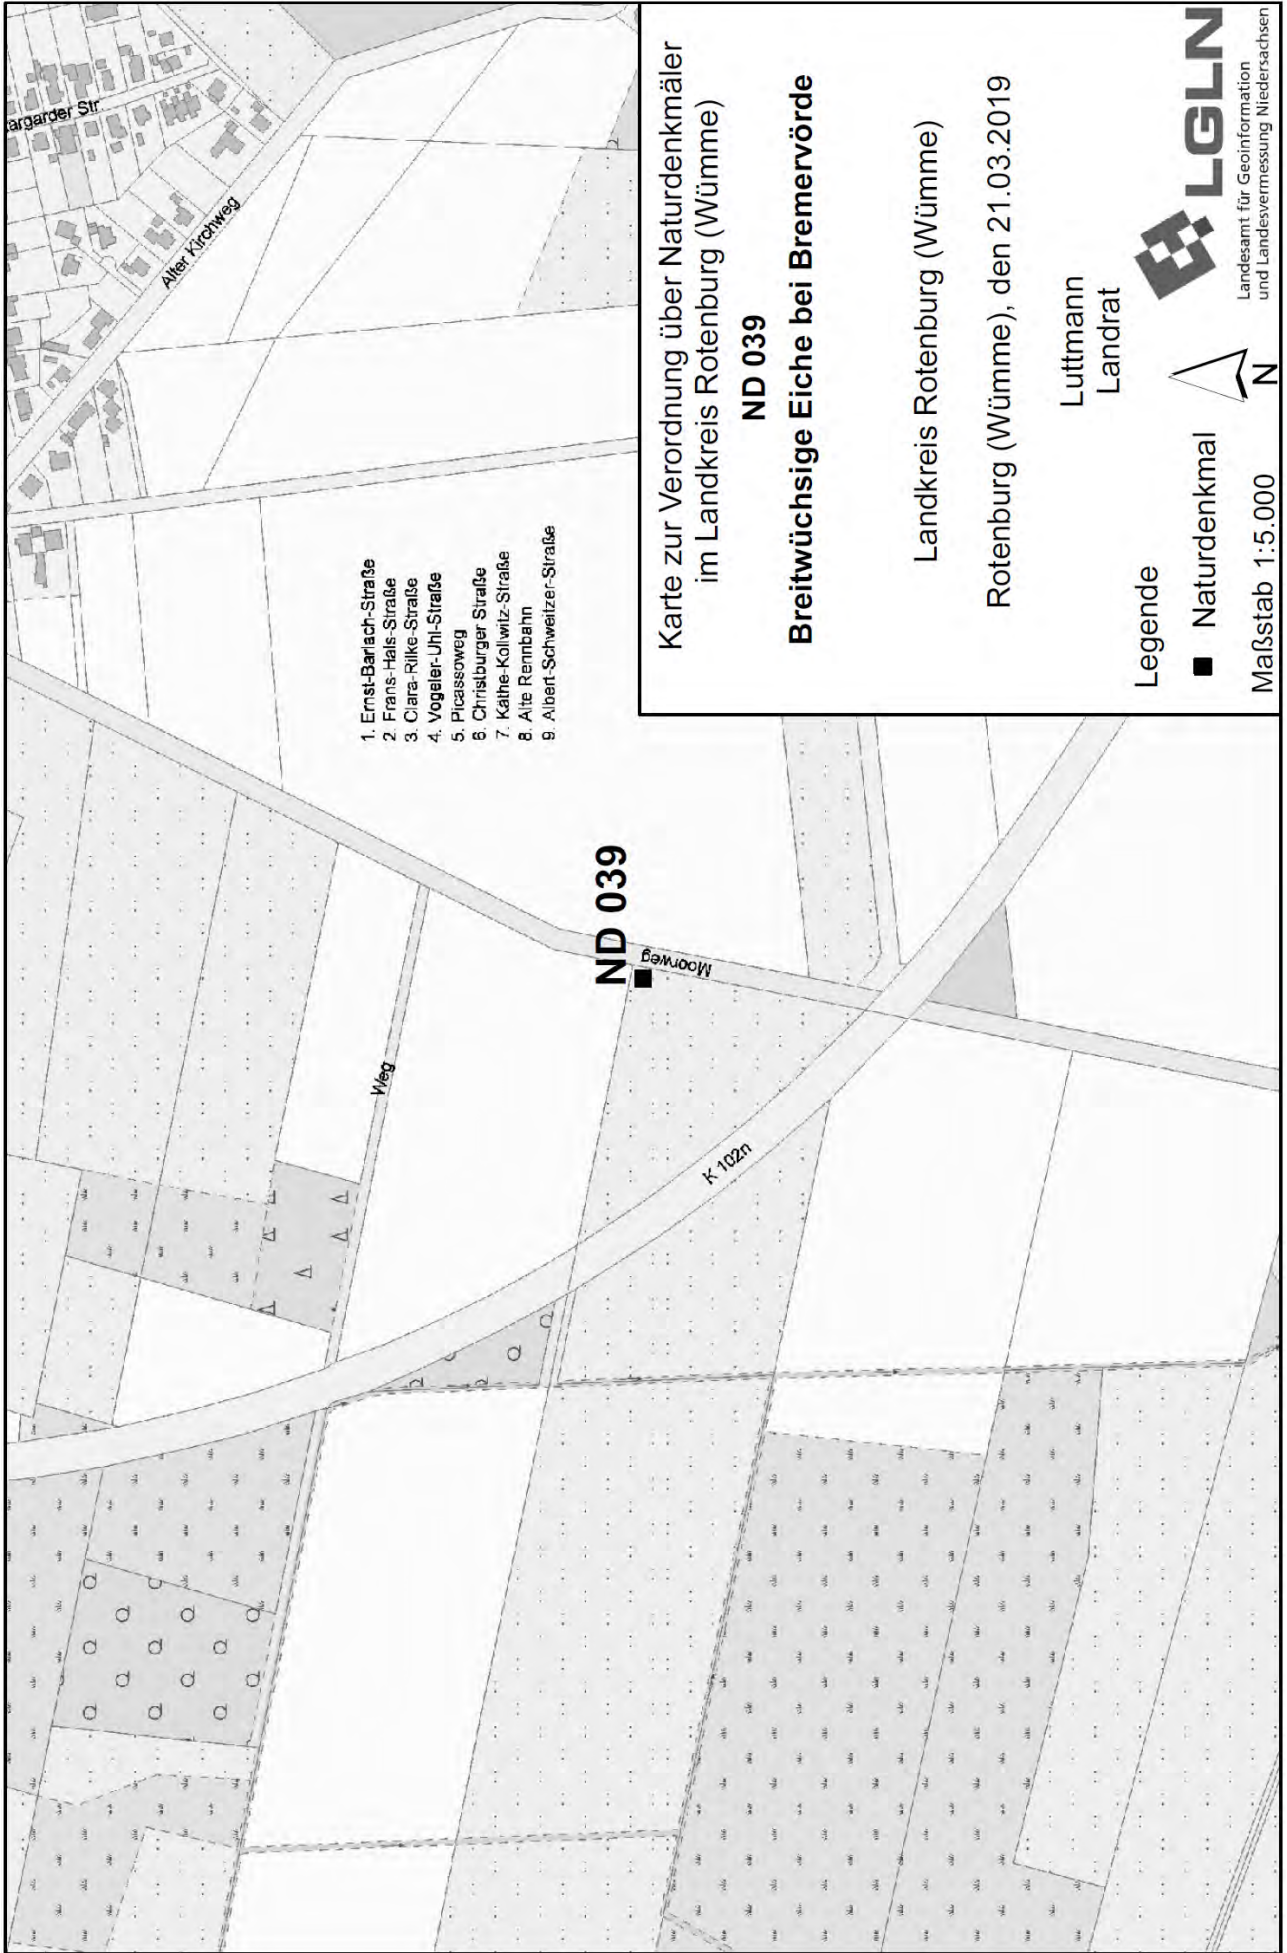 Karte zur Verordnung über Naturdenkmäler
im Landkreis Rotenburg (Wümme)
ND 039
Breitwüchsige Eiche bei Bremervörde
Landkreis Rotenburg (Wümme)
Rotenburg (Wümme), den 21.03.2019
Luttmann
Landrat
Legende
Naturdenkmal
Maßstab 1:5.000
N
LGLN
Landesamt für Geoinformation
und Landesvermessung Niedersachsen
1. Ernst-Barlach-Straße
2. Frans-Hals-Straße
3. Clara-Rilke-Straße
4. Vogeler-Uhl-Straße
5. Picassoweg
6. Christburger Straße
7. Käthe-Kollwitz-Straße
8. Alte Rennbahn
9. Albert-Schweitzer-Straße
ND 039
Moorweg
Weg
K 102n
Alter Kirchweg
argarder Str